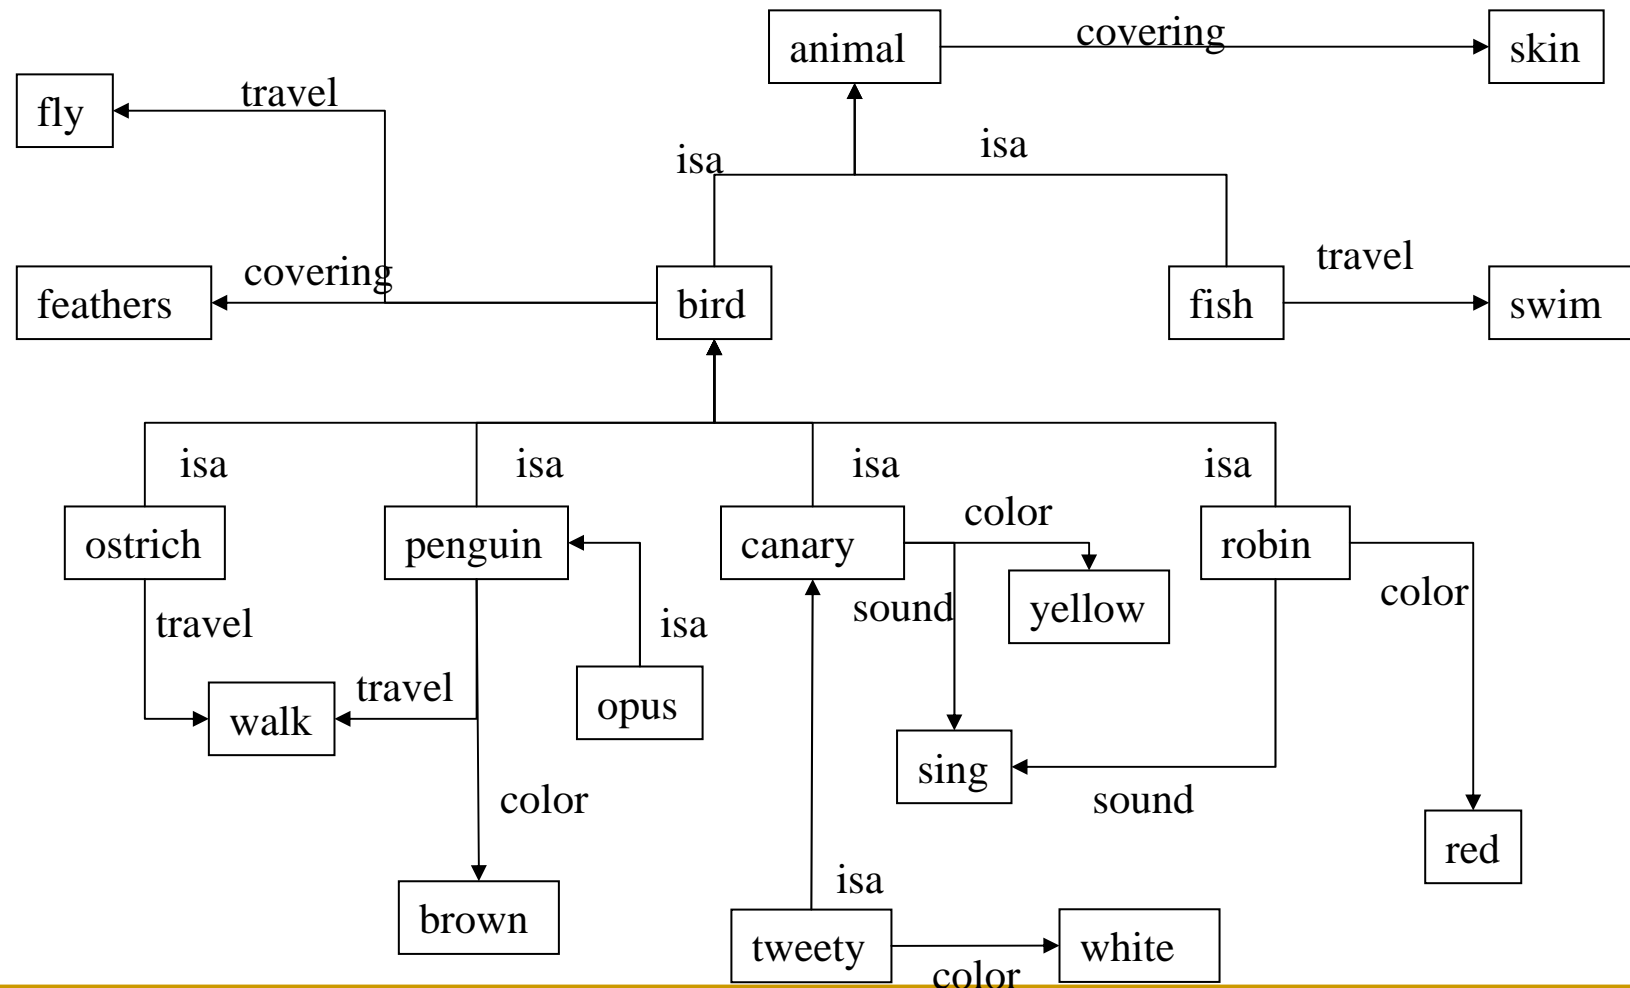 animal
covering
skin
fly
travel
isa
isa
feathers
covering
bird
fish
travel
swim
isa
isa
isa
isa
ostrich
penguin
canary
color
robin
travel
isa
sound
yellow
color
walk
travel
opus
sing
color
sound
red
brown
isa
tweety
color
white